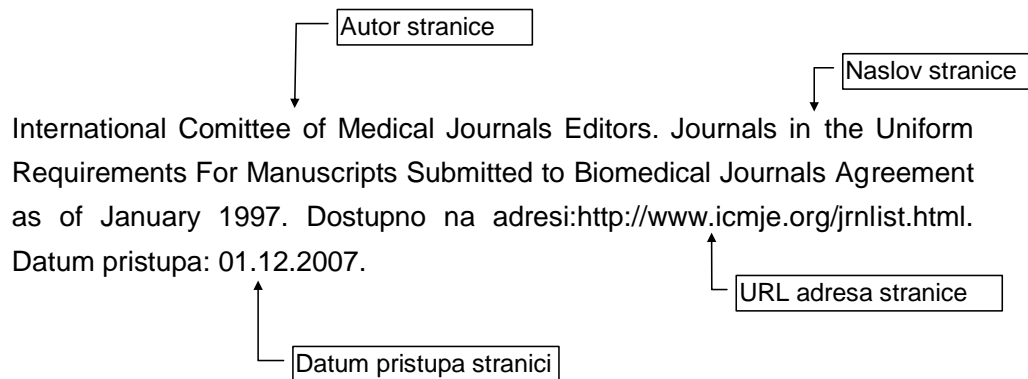 Autor stranice
Naslov stranice
International Comittee of Medical Journals Editors. Journals in the Uniform
Requirements For Manuscripts Submitted to Biomedical Journals Agreement
as of January 1997. Dostupno na adresi:http://www.icmje.org/jrnlist.html.
Datum pristupa: 01.12.2007.
URL adresa stranice
Datum pristupa stranici